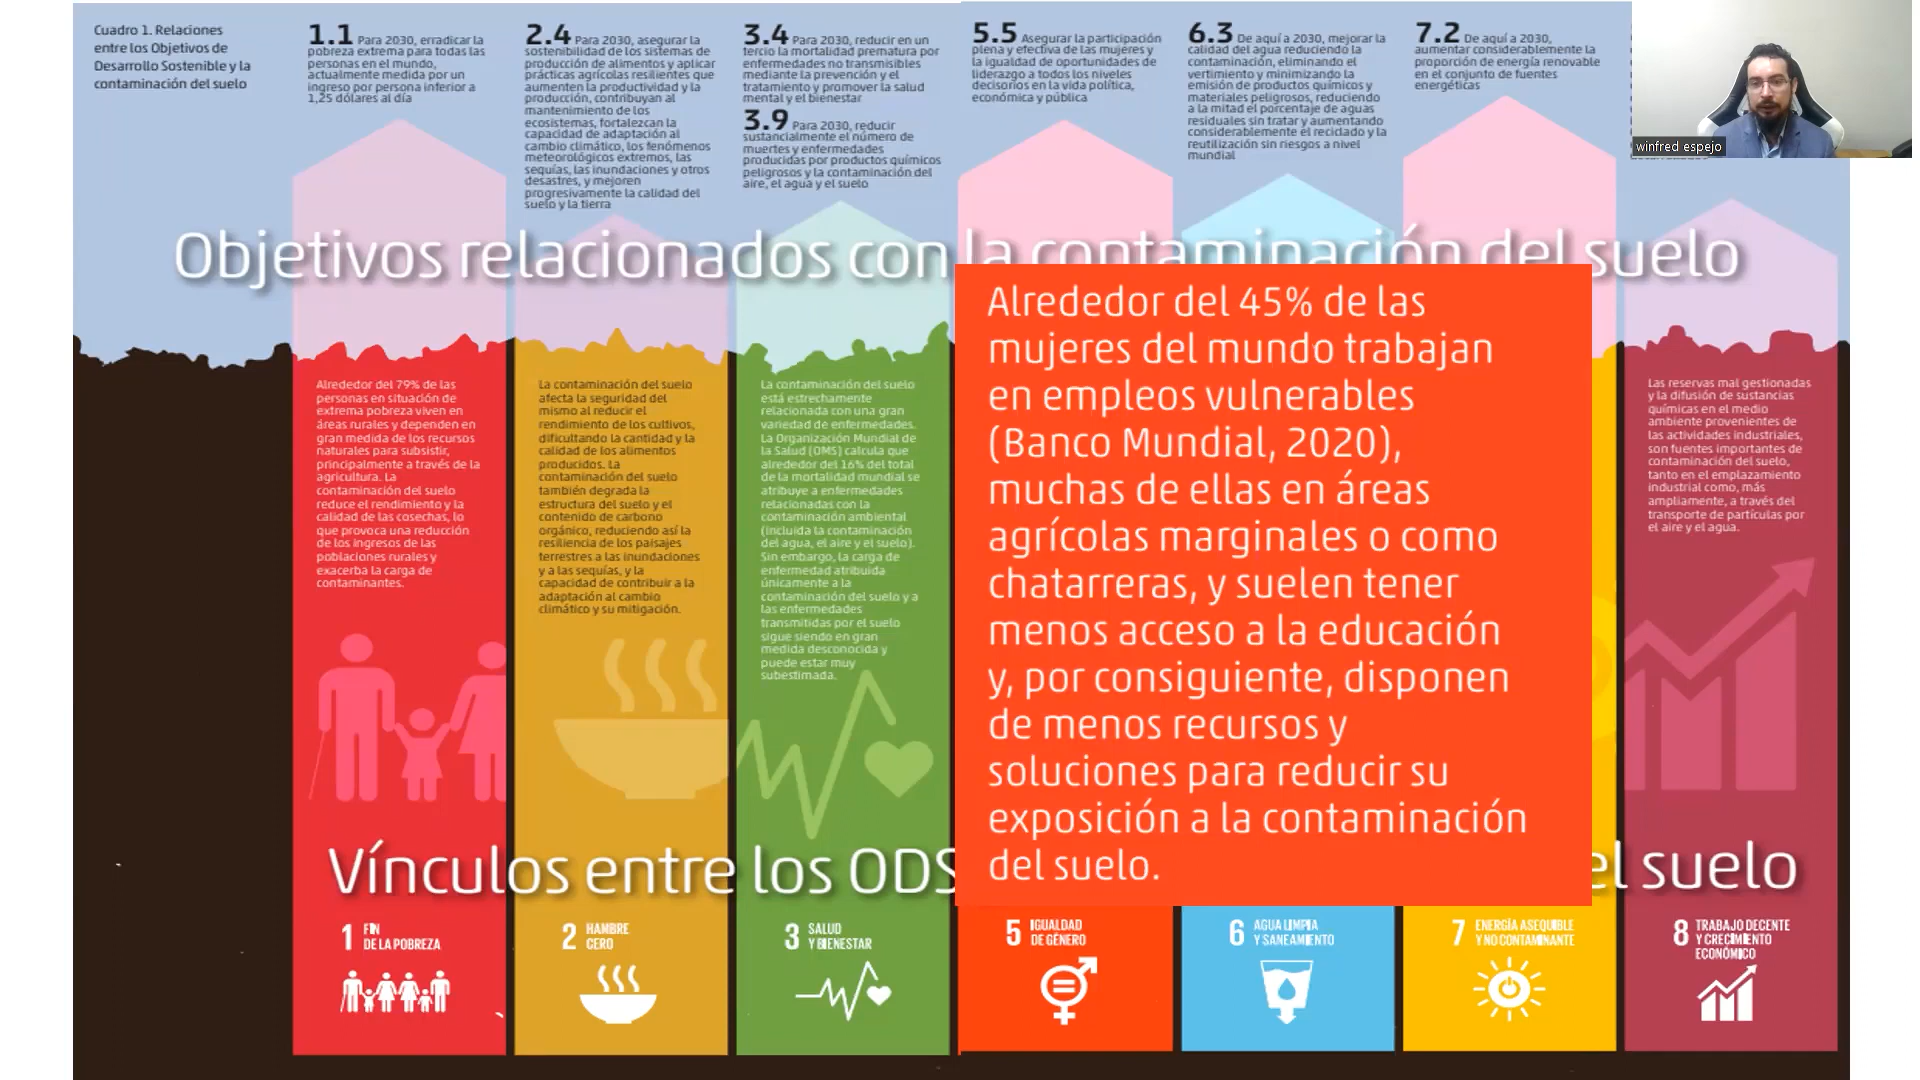 Cuadro 1. Relaciones
entre los Objetivos de
Desarrollo Sostenible y la
contaminación del suelo
1.1 Para 2030, erradicar la
pobreza extrema para todas las
personas en el mundo,
actualmente medida por un
ingreso por persona inferior a
1,25 dólares al día
2.4 Para 2030, asegurar la
sostenibilidad de los sistemas de
producción de alimentos y aplicar
prácticas agrícolas resilientes que
aumenten la productividad y la
producción, contribuyan al
mantenimiento de los
ecosistemas, fortalezcan la
capacidad de adaptación al
cambio climático, los fenómenos
meteorológicos extremos, las
sequías, las inundaciones y otros
desastres, y mejoren
progresivamente la calidad del
suelo y la tierra
3.4 Para 2030, reducir en un
tercio la mortalidad prematura por
enfermedades no transmisibles
mediante la prevención y el
tratamiento y promover la salud
mental y el bienestar
3.9 Para 2030, reducir
sustancialmente el número de
muertes y enfermedades
producidas por productos químicos
peligrosos y la contaminación del
aire, el agua y el suelo
5.5 Asegurar la participación
plena y efectiva de las mujeres y
la igualdad de oportunidades de
liderazgo a todos los niveles
decisorios en la vida política,
económica y pública
6.3 De aquí a 2030, mejorar la
calidad del agua reduciendo la
contaminación, eliminando el
vertimiento y minimizando la
emisión de productos químicos y
materiales peligrosos, reduciendo
a la mitad el porcentaje de aguas
residuales sin tratar y aumentando
considerablemente el reciclado y la
reutilización sin riesgos a nivel
mundial
7.2 De aquí a 2030,
aumentar considerablemente la
proporción de energía renovable
en el conjunto de fuentes
energéticas
winfred espejo
Objetivos relacionados con la contaminación del suelo
Alrededor del 79% de las
personas en situación de
extrema pobreza viven en
áreas rurales y dependen en
gran medida de los recursos
naturales para subsistir,
principalmente a través de la
agricultura. La
contaminación del suelo
reduce el rendimiento y la
calidad de las cosechas, lo
que provoca una reducción
de los ingresos de las
poblaciones rurales y
exacerba la carga de
contaminantes.
La contaminación del suelo
afecta la seguridad del
mismo al reducir el
rendimiento de los cultivos,
dificultando la cantidad y la
calidad de los alimentos
producidos. La
contaminación del suelo
también degrada la
estructura del suelo y el
contenido de carbono
orgánico, reduciendo así la
resiliencia de los paisajes
terrestres a las inundaciones
y a las sequías, y la
capacidad de contribuir a la
adaptación al cambio
climático y su mitigación.
La contaminación del suelo
está estrechamente
relacionada con una gran
variedad de enfermedades.
La Organización Mundial de
la Salud (OMS) calcula que
alrededor del 16% del total
de la mortalidad mundial se
atribuye a enfermedades
relacionadas con la
contaminación ambiental
(incluida la contaminación
del agua, el aire y el suelo).
Sin embargo, la carga de
enfermedad atribuida
únicamente a la
contaminación del suelo y a
las enfermedades
transmitidas por el suelo
sigue siendo en gran
medida desconocida y
puede estar muy
subestimada.
Alrededor del 45% de las
mujeres del mundo trabajan
en empleos vulnerables
(Banco Mundial, 2020),
muchas de ellas en áreas
agrícolas marginales o como
chatarreras, y suelen tener
menos acceso a la educación
y, por consiguiente, disponen
de menos recursos y
soluciones para reducir su
exposición a la contaminación
del suelo.
Las reservas mal gestionadas
y la difusión de sustancias
químicas en el medio
ambiente provenientes de
las actividades industriales,
son fuentes importantes de
contaminación del suelo,
tanto en el emplazamiento
industrial como, más
ampliamente, a través del
transporte de partículas por
el aire y el agua.
Vínculos entre los ODS el suelo
1 FIN
DE LA POBREZA
2 HAMBRE
CERO
3 SALUD
Y BIENESTAR
5 IGUALDAD
DE GÉNERO
6 AGUA LIMPIA
Y SANEAMIENTO
7 ENERGÍA ASEQUIBLE
Y NO CONTAMINANTE
8 TRABAJO DECENTE
Y CRECIMIENTO
ECONÓMICO